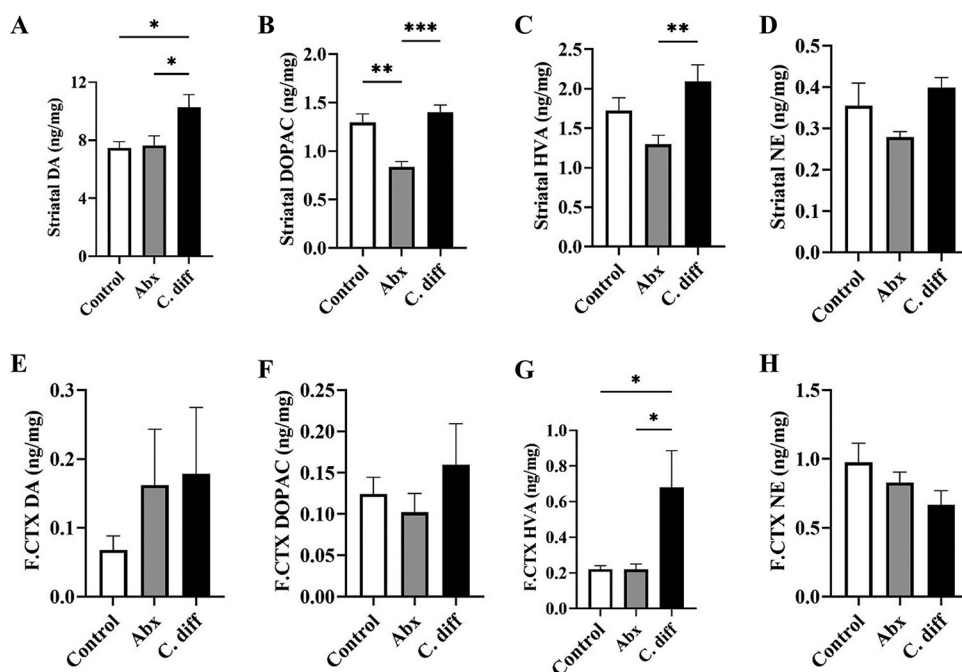 A
*
*
Striatal DA (ng/mg)
12
8
4
0
Control
Abx
C. diff
B
***
**
Striatal DOPAC (ng/mg)
2.0
1.5
1.0
0.5
0.0
Control
Abx
C. diff
C
**
Striatal HVA (ng/mg)
2.5
2.0
1.5
1.0
0.5
0.0
Control
Abx
C. diff
D
Striatal NE (ng/mg)
0.5
0.4
0.3
0.2
0.1
0.0
Control
Abx
C. diff
E
F.CTX DA (ng/mg)
0.3
0.2
0.1
0.0
Control
Abx
C. diff
F
F.CTX DOPAC (ng/mg)
0.25
0.20
0.15
0.10
0.05
0.00
Control
Abx
C. diff
G
*
*
F.CTX HVA (ng/mg)
1.0
0.8
0.6
0.4
0.2
0.0
Control
Abx
C. diff
H
F.CTX NE (ng/mg)
1.5
1.0
0.5
0.0
Control
Abx
C. diff